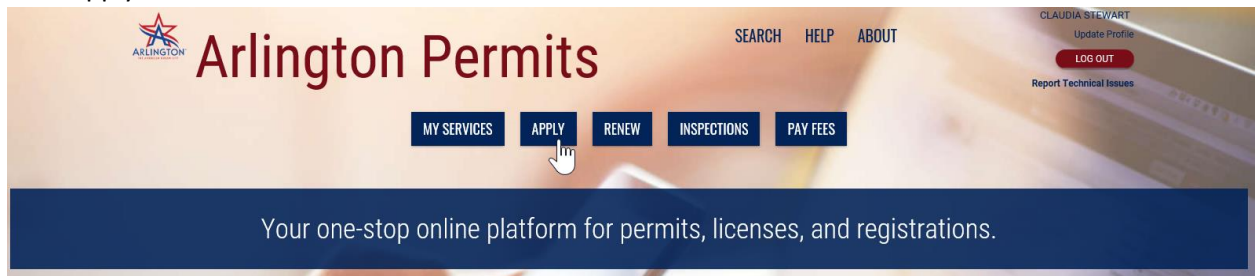 CLAUDIA STEWART
Update Profile
LOG OUT
Report Technical Issues
SEARCH HELP ABOUT
ARLINGTON
Arlington Permits
MY SERVICES APPLY RENEW INSPECTIONS PAY FEES
Your one-stop online platform for permits, licenses, and registrations.